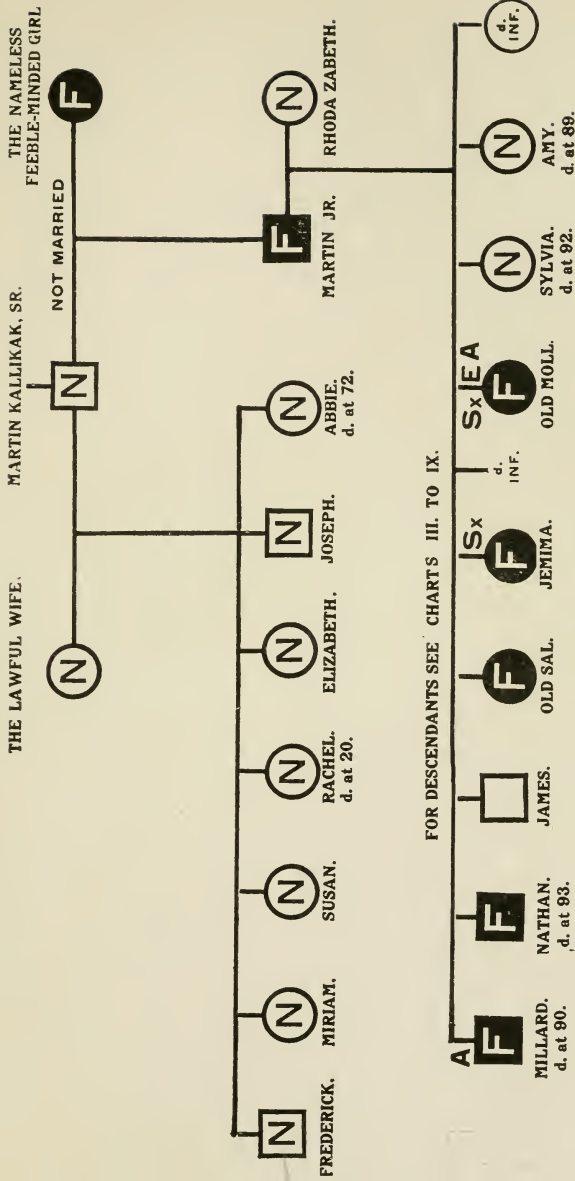 THE LAWFUL WIFE.
MARTIN KALLIKAK, SR.
THE NAMELESS
FEEBLE-MINDED GIRL
N
N
NOT MARRIED
F
N
FREDERICK.
N
MIRIAM.
N
SUSAN.
N
RACHEL.
d. at 20.
N
ELIZABETH.
N
JOSEPH.
N
ABBIE.
d. at 72.
F
MARTIN JR.
N
RHODA ZABETH.
FOR DESCENDANTS SEE CHARTS III. TO IX.
A
F
MILLARD.
d. at 90.
F
NATHAN.
d. at 93.
JAMES.
F
OLD SAL.
Sx
F
JEMIMA.
d.
INF.
Sx E A
F
OLD MOLL.
N
SYLVIA.
d. at 92.
N
AMY.
d. at 89.
d.
INF.